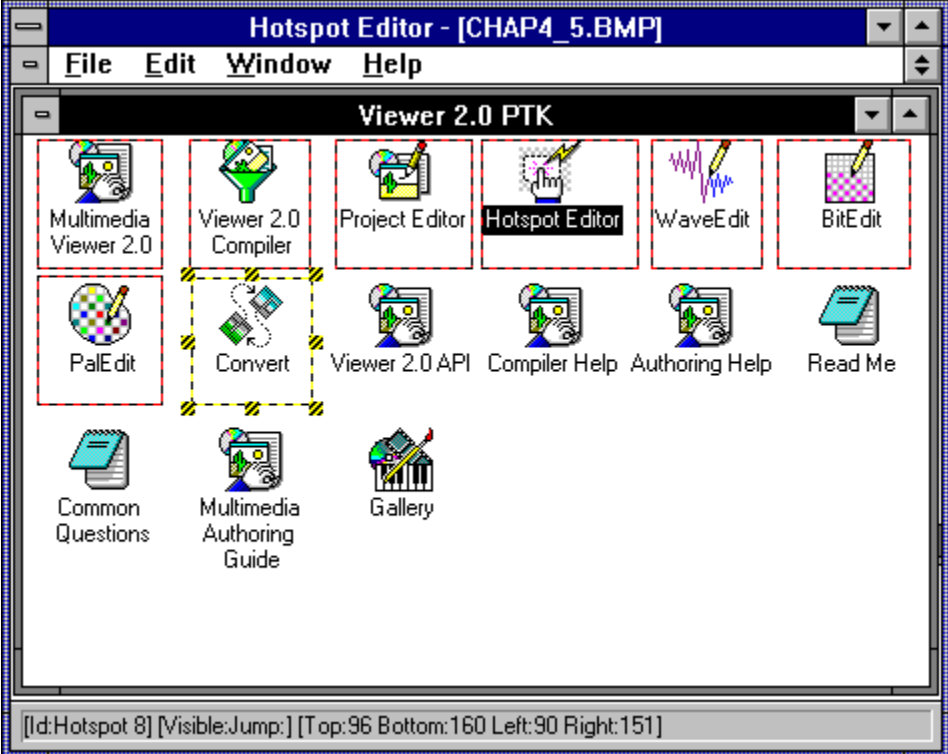 Hotspot Editor - [CHAP4_5.BMP]
File Edit Window Help
Viewer 2.0 PTK
Multimedia
Viewer 2.0
Viewer 2.0
Compiler
Project Editor
Hotspot Editor
WaveEdit
BitEdit
PalEdit
Convert
Viewer 2.0 API
Compiler Help
Authoring Help
Read Me
Common
Questions
Multimedia
Authoring
Guide
Gallery
[Id:Hotspot 8] [Visible:Jump:] [Top:96 Bottom:160 Left:90 Right:151]